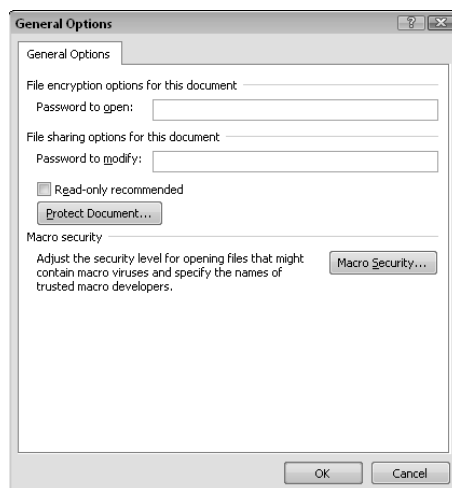 General Options
General Options
File encryption options for this document
Password to open:
File sharing options for this document
Password to modify:
Read-only recommended
Protect Document...
Macro security
Adjust the security level for opening files that might
contain macro viruses and specify the names of
trusted macro developers.
Macro Security...
OK
Cancel